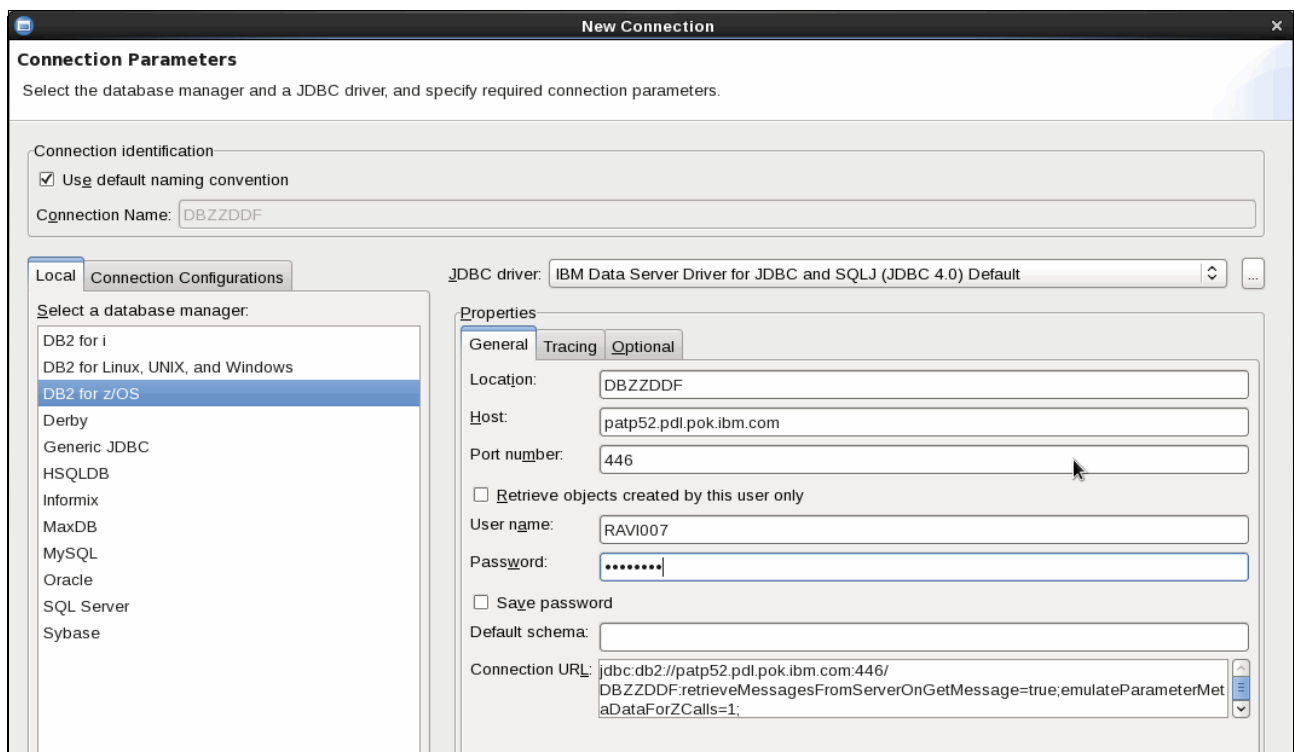 New Connection
Connection Parameters
Select the database manager and a JDBC driver, and specify required connection parameters.
Connection identification
Use default naming convention
Connection Name: DBZZDDF
Local Connection Configurations
Select a database manager:
DB2 for i
DB2 for Linux, UNIX, and Windows
DB2 for z/OS
Derby
Generic JDBC
HSQLDB
Informix
MaxDB
MySQL
Oracle
SQL Server
Sybase
JDBC driver: IBM Data Server Driver for JDBC and SQLJ (JDBC 4.0) Default ...
Properties
General Tracing Optional
Location: DBZZDDF
Host: patp52.pdl.pok.ibm.com
Port number: 446
Retrieve objects created by this user only
User name: RAVI007
Password: ••••••••
Save password
Default schema:
Connection URL: jdbc:db2://patp52.pdl.pok.ibm.com:446/
DBZZDDF:retrieveMessagesFromServerOnGetMessage=true;emulateParameterMet
aDataForZCalls=1;